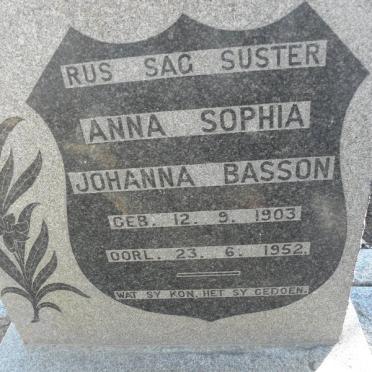 RUS SAG SUSTER
ANNA SOPHIA
JOHANNA BASSON
GEB. 12. 9. 1903
OORL. 23. 6. 1952.
WAT SY KON, HET SY GEDOEN.